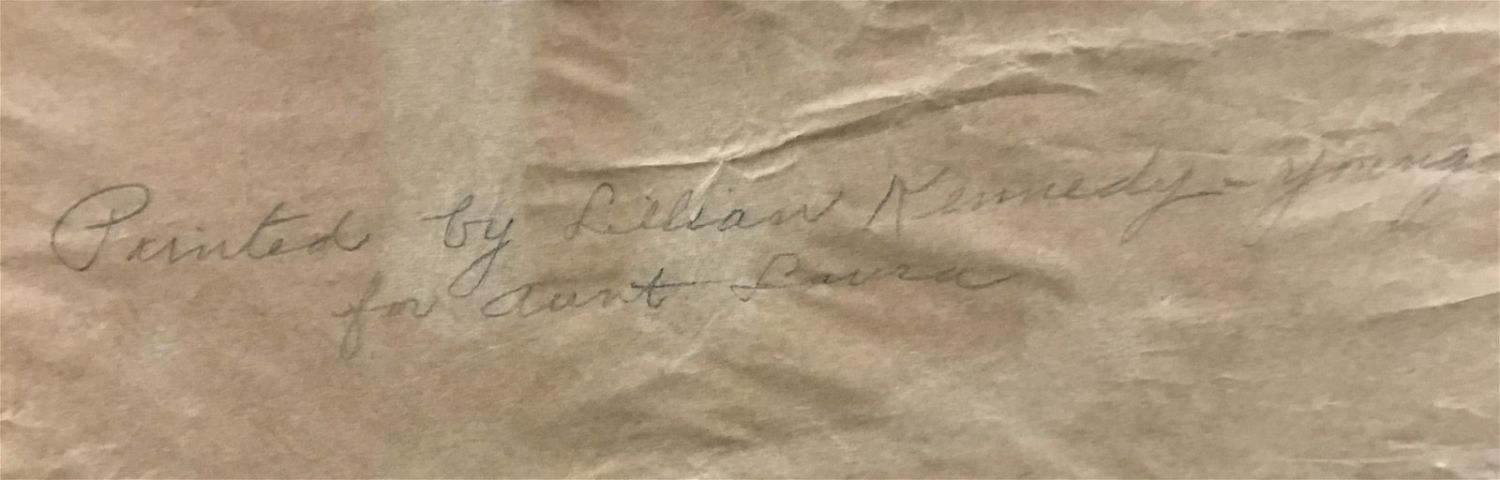 Painted by Lillian Kennedy - Young
for Aunt Laura